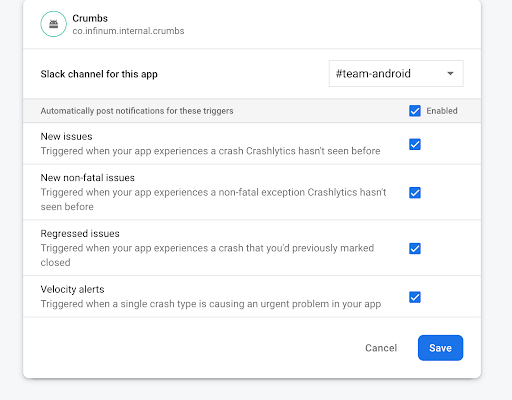 Crumbs
co.infinum.internal.crumbs
Slack channel for this app
#team-android
Automatically post notifications for these triggers
Enabled
New issues
Triggered when your app experiences a crash Crashlytics hasn't seen before
New non-fatal issues
Triggered when your app experiences a non-fatal exception Crashlytics hasn't
seen before
Regressed issues
Triggered when your app experiences a crash that you'd previously marked
closed
Velocity alerts
Triggered when a single crash type is causing an urgent problem in your app
Cancel
Save